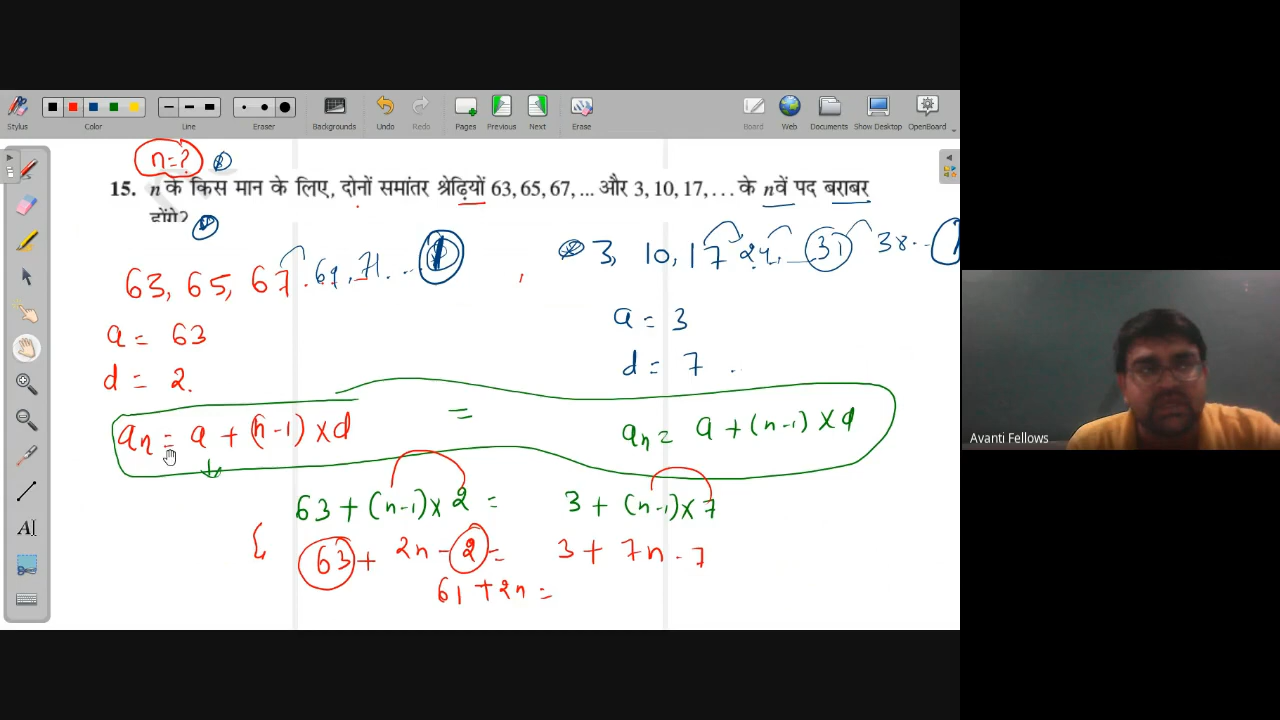 Stylus
Color
Line
Eraser
Backgrounds
Undo
Redo
Pages
Previous
Next
Erase
Board
Web
Documents
Show Desktop
OpenBoard
n=?
15. n के किस मान के लिए, दोनों समांतर श्रेढ़ियों 63, 65, 67, ... और 3, 10, 17, . . . के nवें पद बराबर
होंगे?
63, 65, 67, 69, 71 ...
3, 10, 17, 24, 31, 38 ...
a = 63
a = 3
d = 2.
d = 7
an = a + (n-1) × d = an = a + (n-1) × d
63 + (n-1) × 2 = 3 + (n-1) × 7
63 + 2n - 2 = 3 + 7n - 7
61 + 2n =
Avanti Fellows